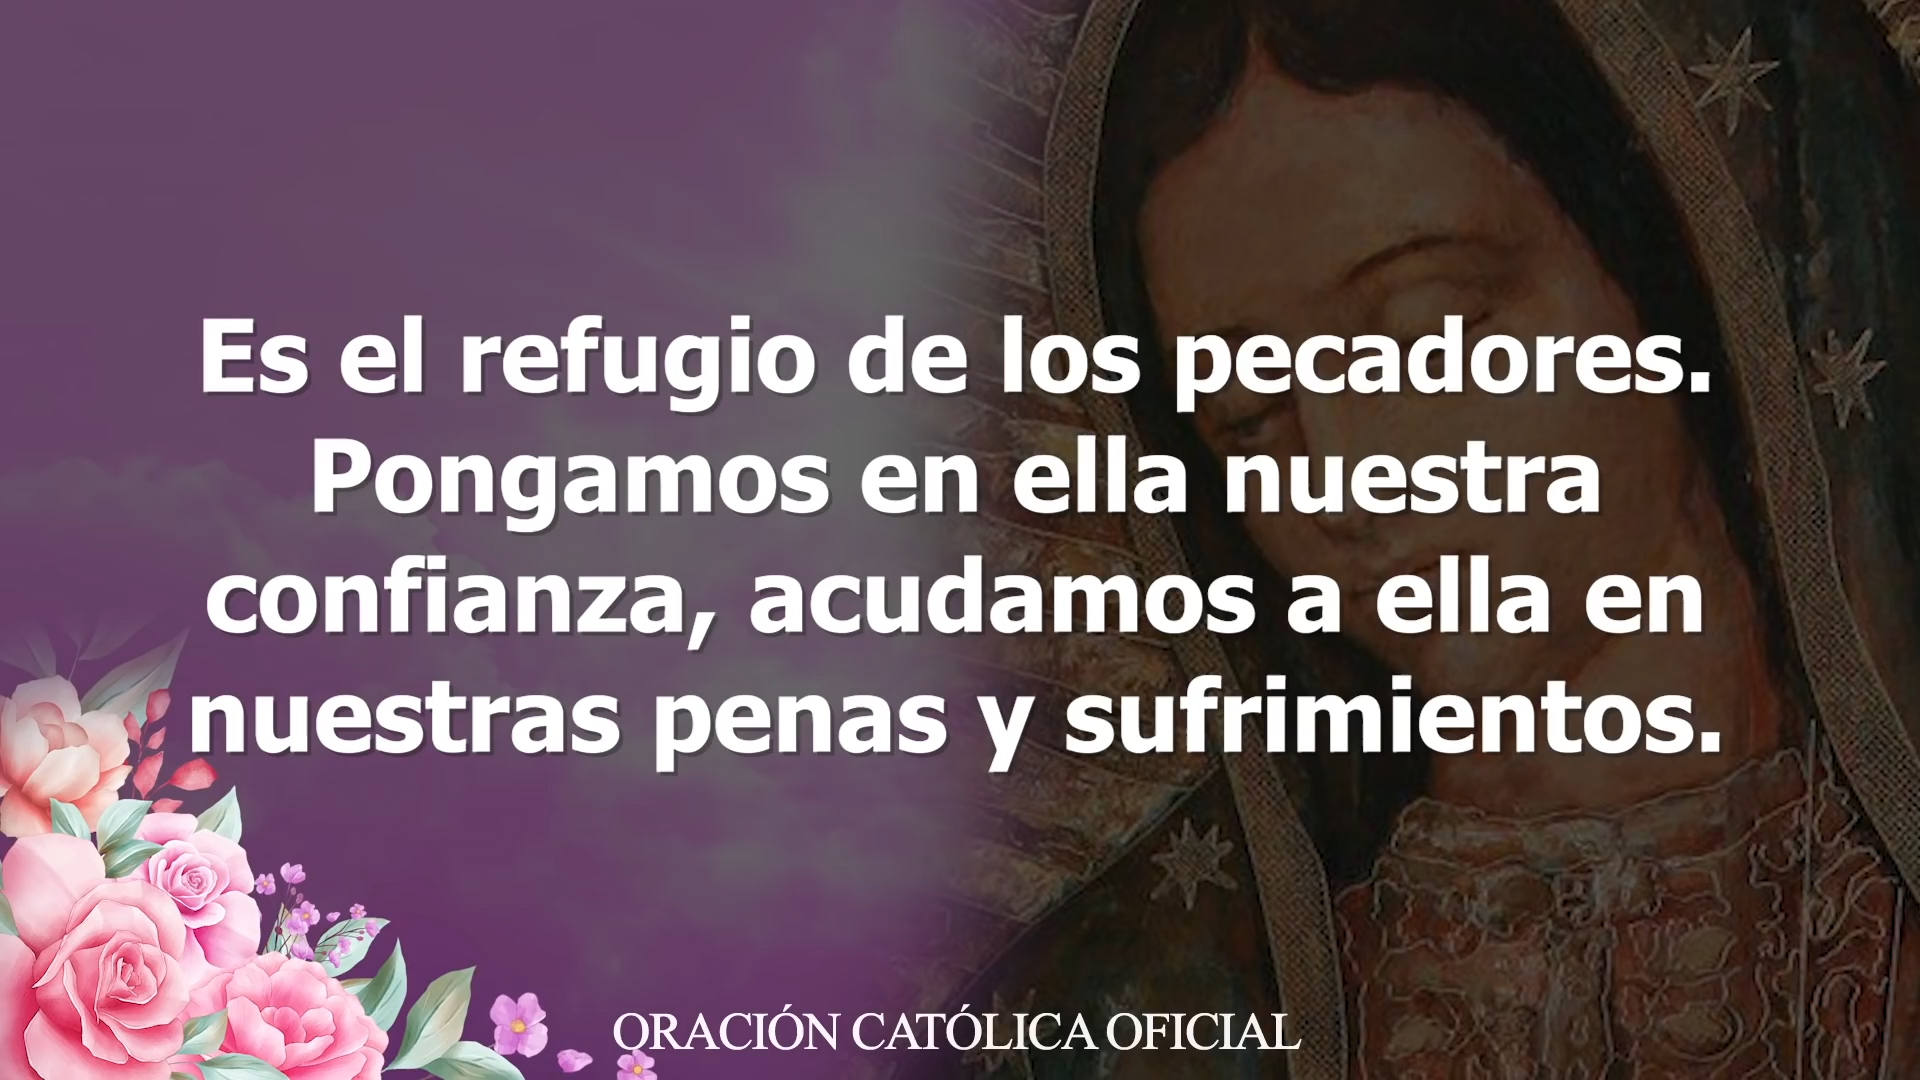 Es el refugio de los pecadores.
Pongamos en ella nuestra
confianza, acudamos a ella en
nuestras penas y sufrimientos.
ORACIÓN CATÓLICA OFICIAL